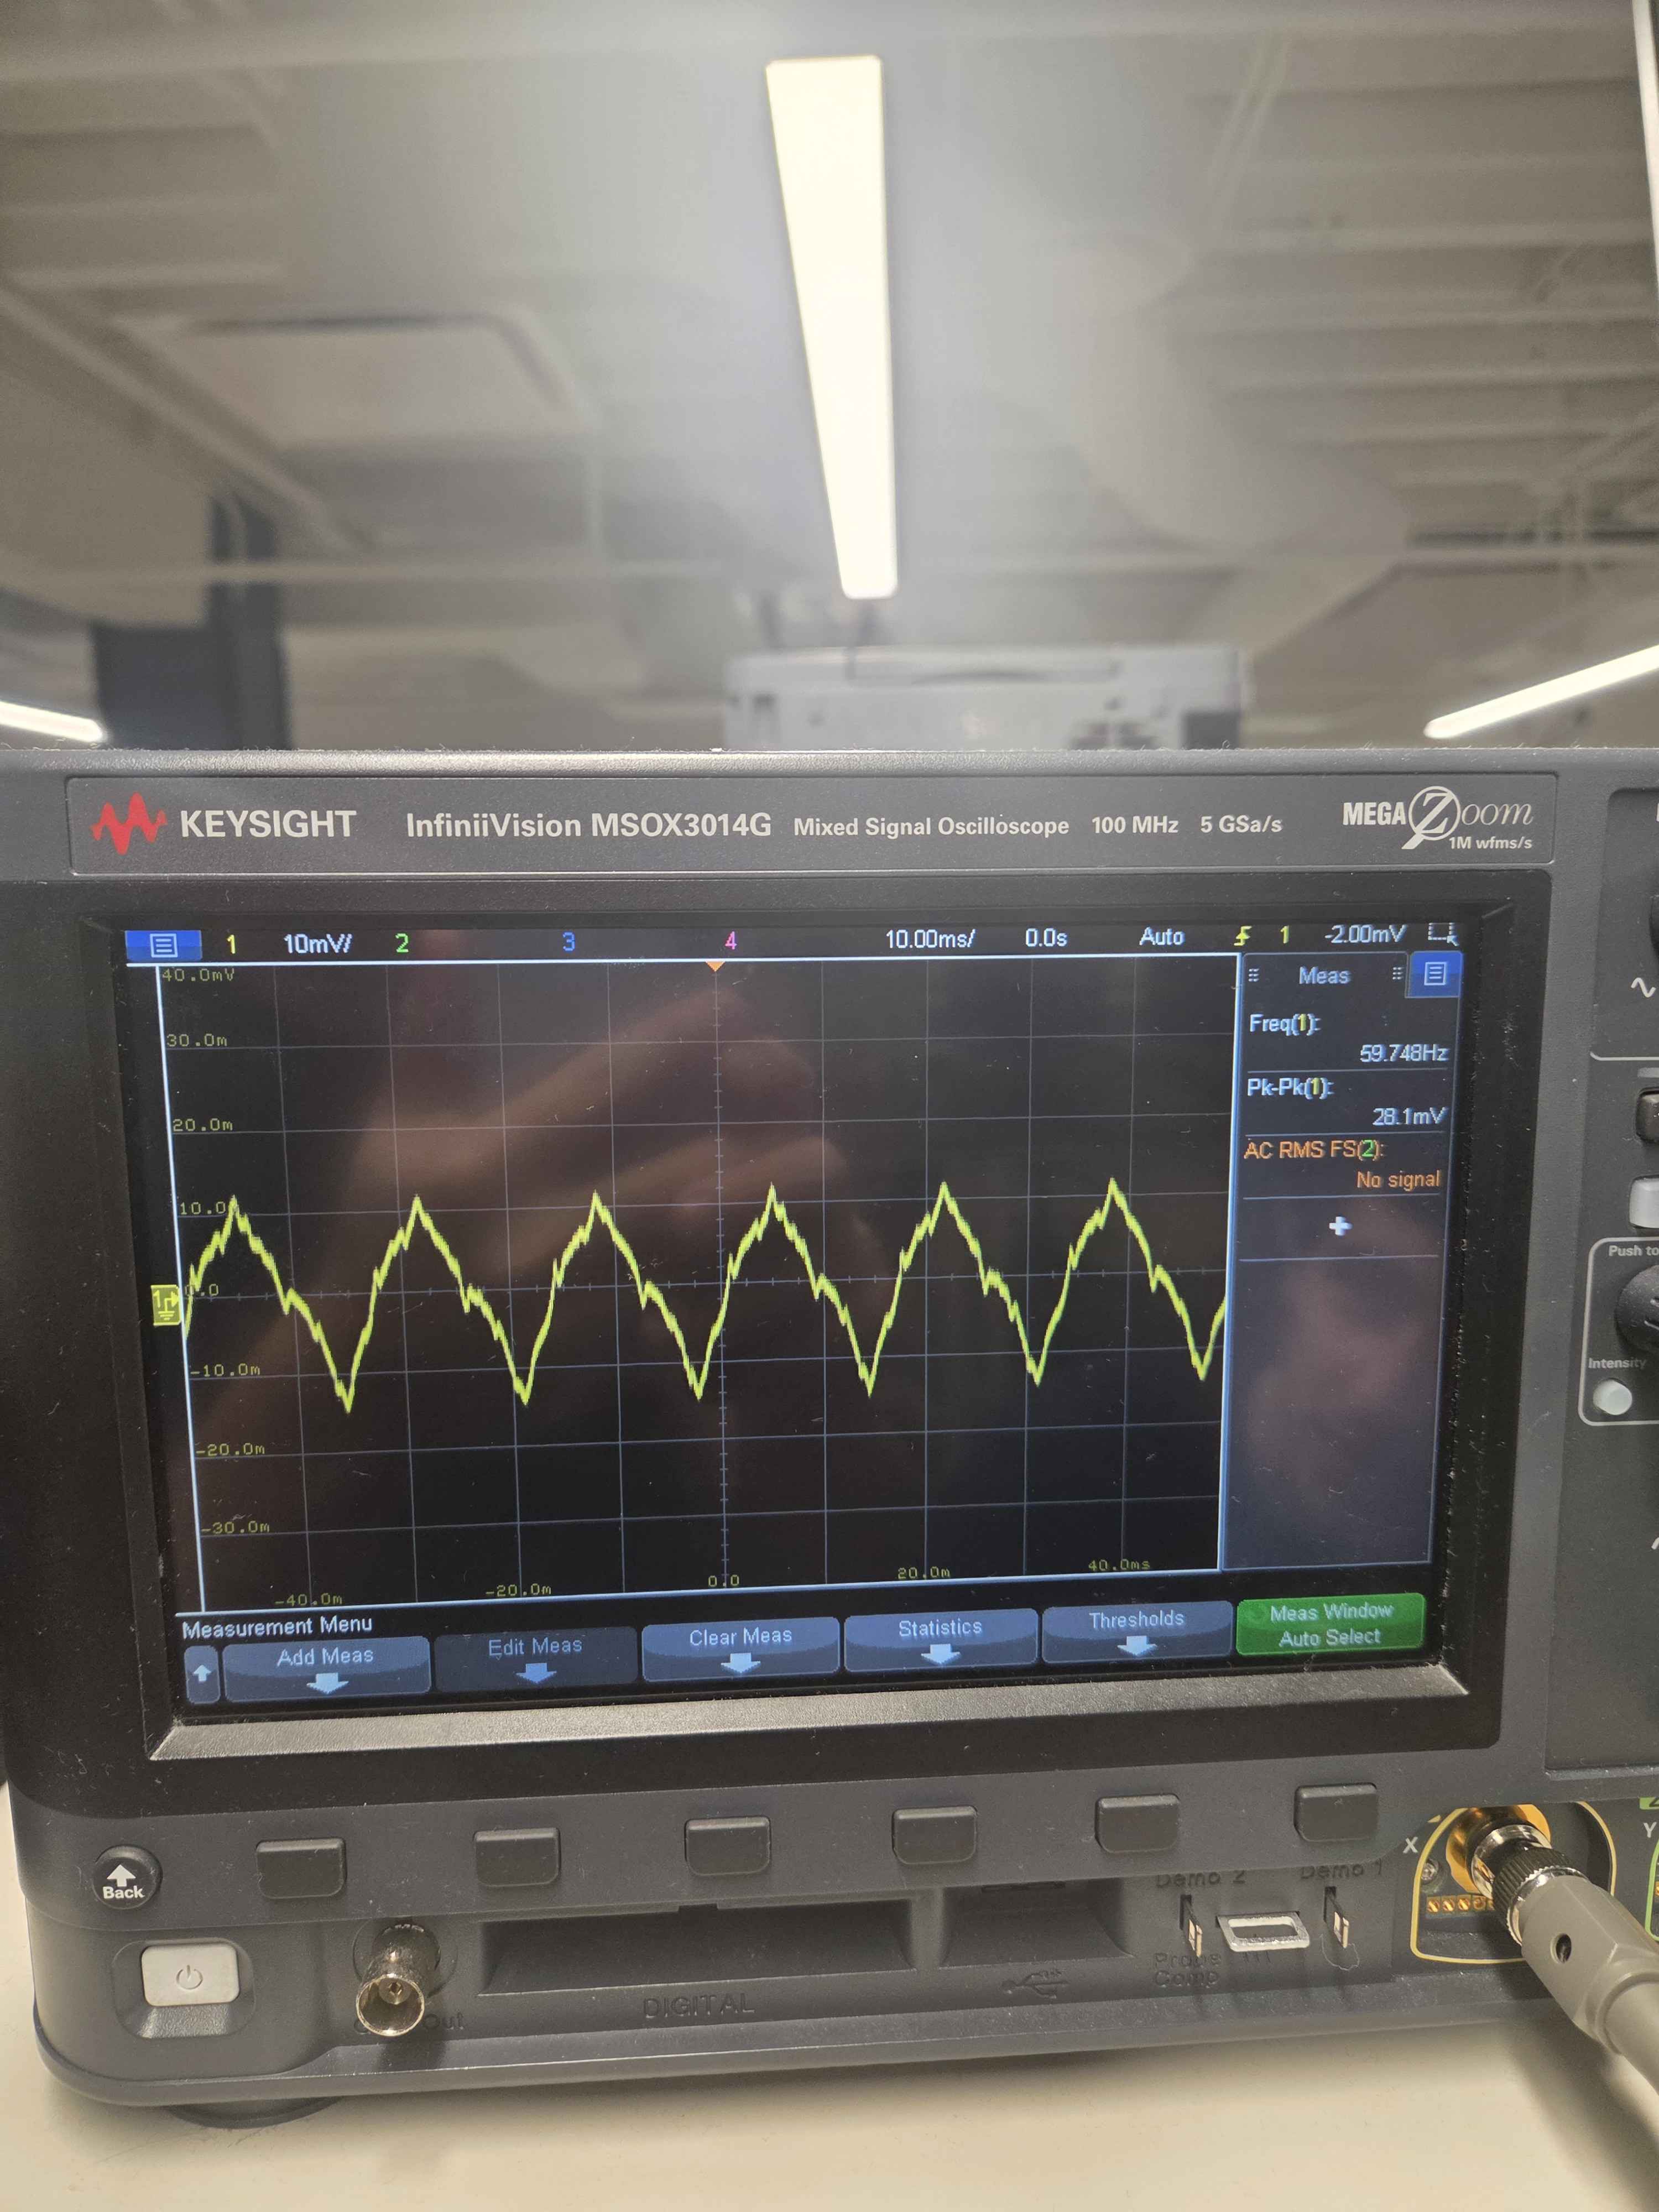 KEYSIGHT InfiniiVision MSOX3014G Mixed Signal Oscilloscope 100 MHz 5 GSa/s MEGA Zoom
1M wfms/s
1 10mV/ 2 3 4 10.00ms/ 0.0s Auto 1 -2.00mV
40.0mV
Meas
Freq(1):
30.0m
59.748Hz
Pk-Pk(1):
28.1mV
20.0m
AC RMS FS(2):
No signal
10.0
0.0
-10.0m
-20.0m
-30.0m
-40.0m -20.0m 0.0 20.0m 40.0ms
Measurement Menu
Add Meas Edit Meas Clear Meas Statistics Thresholds Meas Window
Auto Select
Push to
Intensity
X
Y
Back
Demo 2 Demo 1
Probe
Comp
DIGITAL
Out